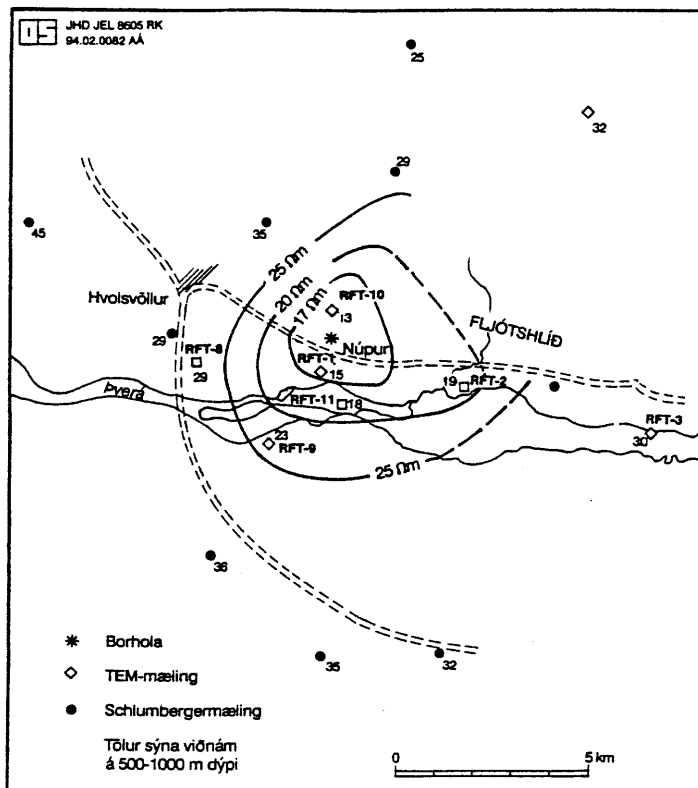 OS JHD JEL 8605 RK
94.02.0082 AÁ
25
32
29
45
35
25 Ωm
20 Ωm
17 Ωm
RFT-10
13
Hvolsvöllur
Núpur
FLJÓTSHLÍÐ
29
RFT-8
29
RFT-1
15
19 RFT-2
Þverá
RFT-11 18
RFT-3
30
23
RFT-9
25 Ωm
36
35
32
Borhola
TEM-mæling
Schlumbergermæling
Tölur sýna viðnám
á 500-1000 m dýpi
0 5 km